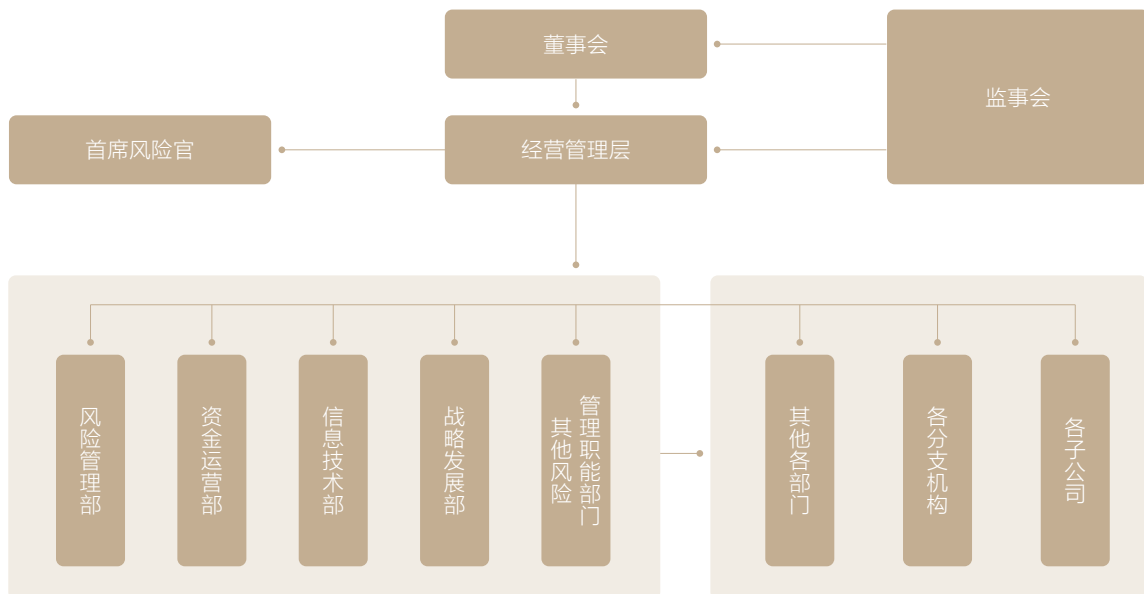 董事会
监事会
首席风险官
经营管理层
风险管理部
资金运营部
信息技术部
战略发展部
其他风险
管理职能部门
其他各部门
各分支机构
各子公司